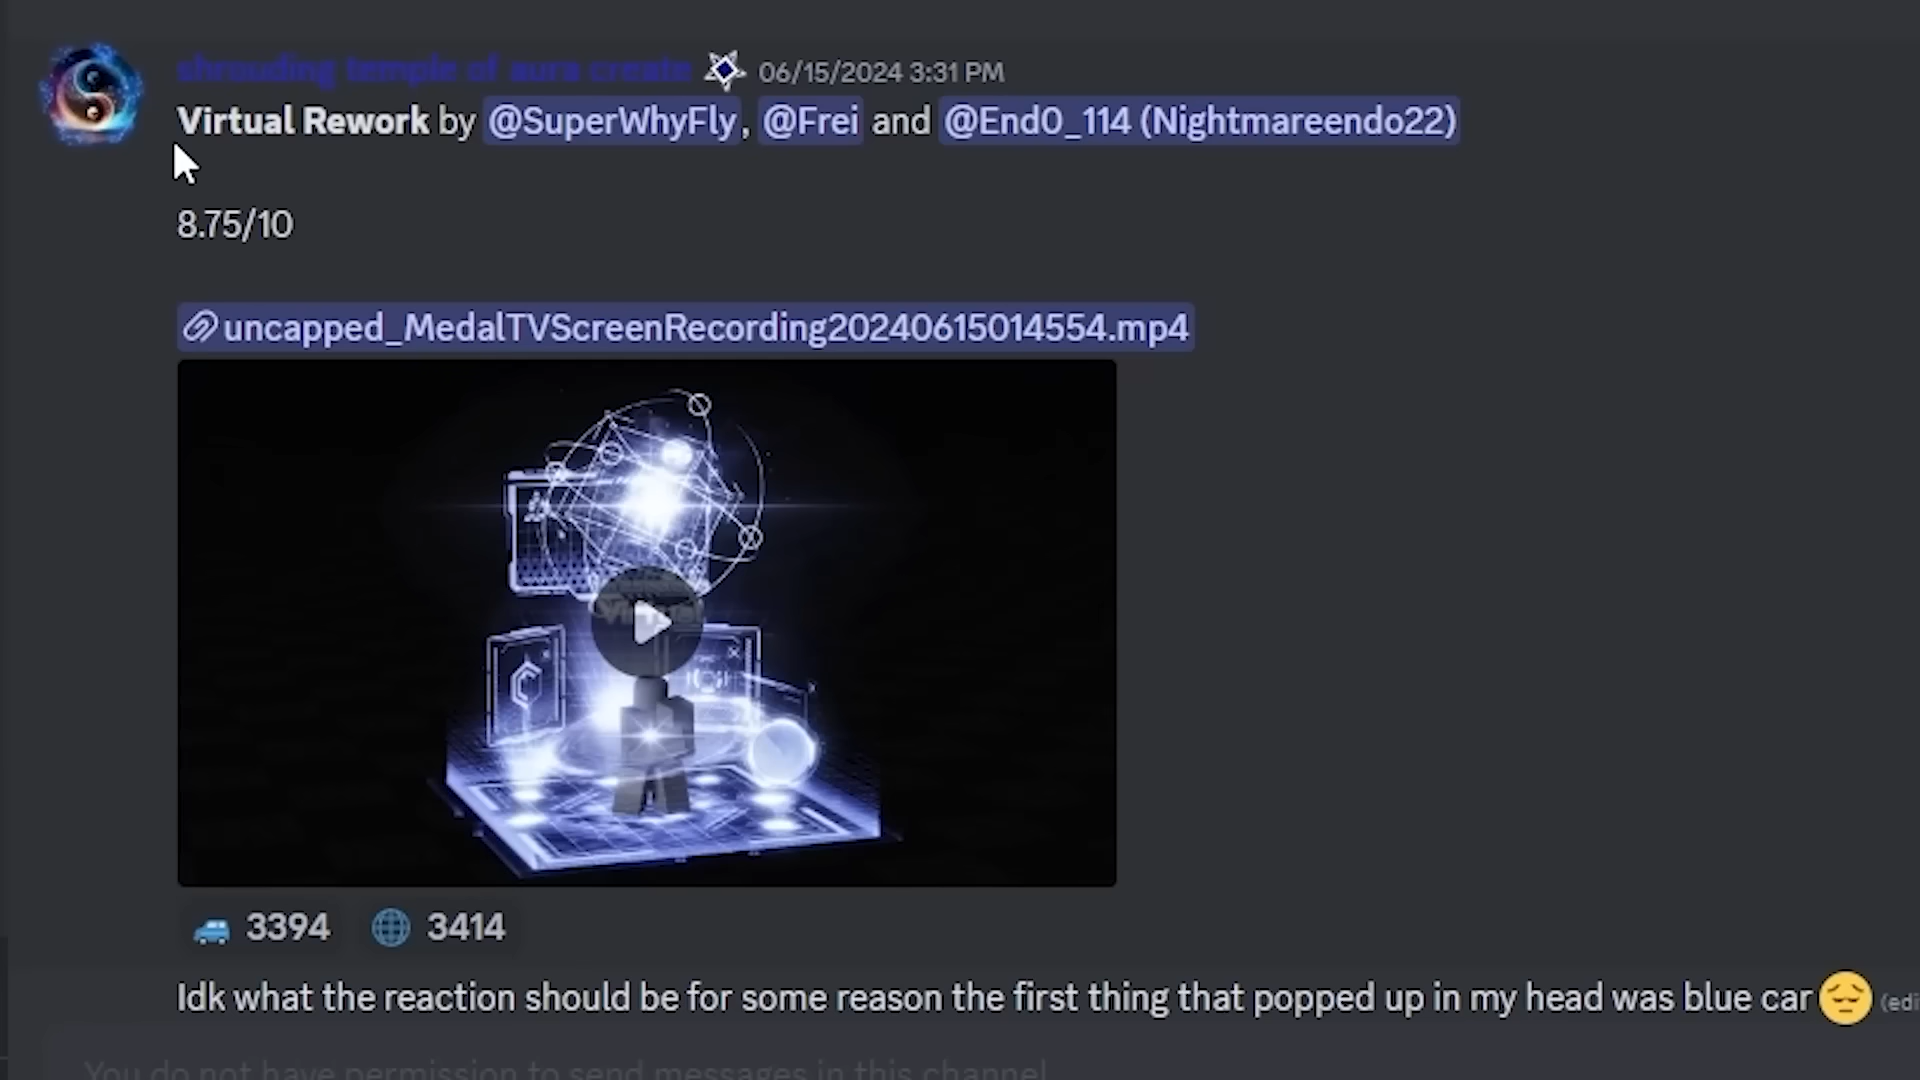 shrouding temple of aura create 06/15/2024 3:31 PM
Virtual Rework by @SuperWhyFly, @Frei and @End0_114 (Nightmareendo22)
8.75/10
uncapped_MedalTVScreenRecording20240615014554.mp4
Virtual
3394 3414
Idk what the reaction should be for some reason the first thing that popped up in my head was blue car😔 (edi
You do not have permission to send messages in this channel